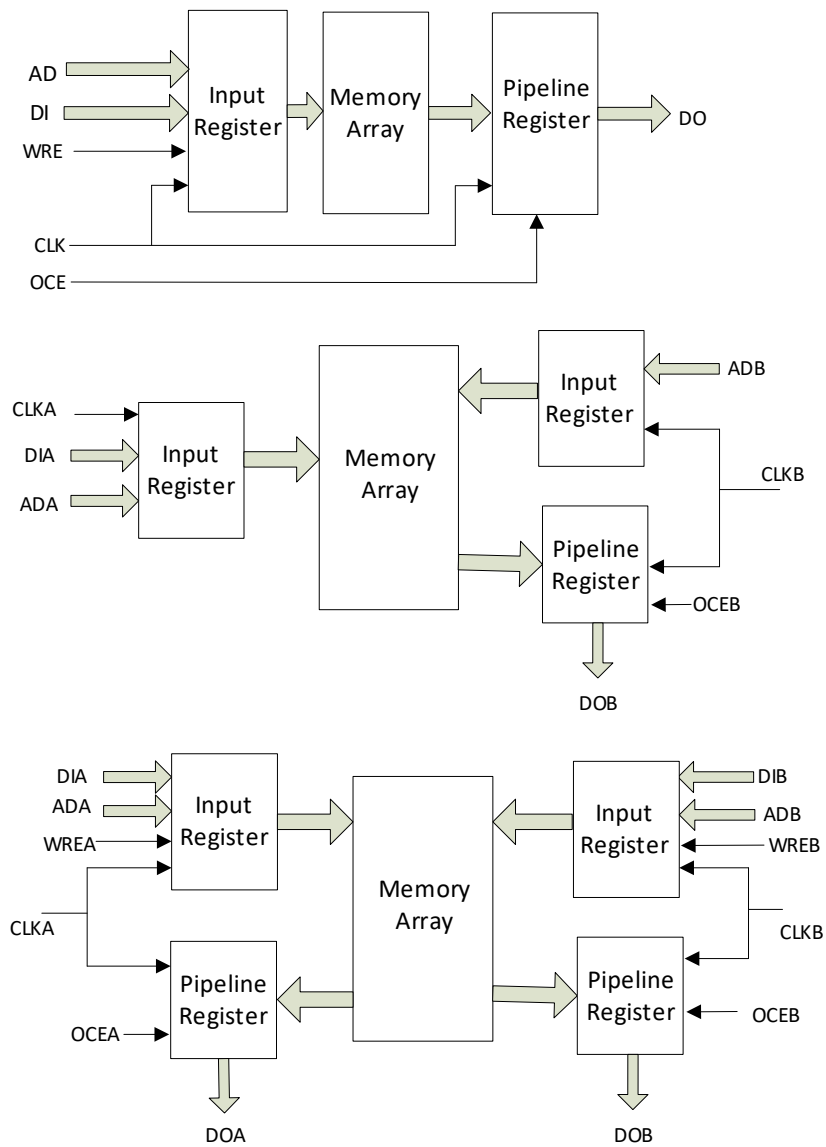 AD
DI
WRE
CLK
OCE
Input
Register
Memory
Array
Pipeline
Register
DO
CLKA
DIA
ADA
Input
Register
Memory
Array
Input
Register
ADB
CLKB
Pipeline
Register
OCEB
DOB
DIA
ADA
WREA
CLKA
Input
Register
Pipeline
Register
OCEA
DOA
Memory
Array
Input
Register
DIB
ADB
WREB
CLKB
Pipeline
Register
OCEB
DOB